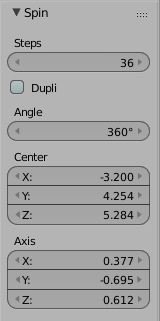 Spin
Steps
36
Dupli
Angle
360°
Center
X: -3.200
Y: 4.254
Z: 5.284
Axis
X: 0.377
Y: -0.695
Z: 0.612